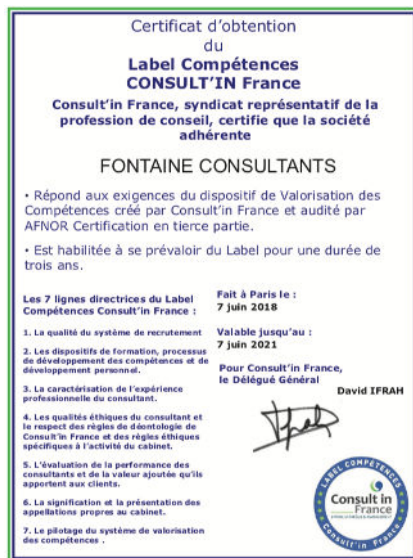 Certificat d'obtention
du
Label Compétences
CONSULT'IN France
Consult'in France, syndicat représentatif de la
profession de conseil, certifie que la société
adhérente
FONTAINE CONSULTANTS
• Répond aux exigences du dispositif de Valorisation des
Compétences créé par Consult'in France et audité par
AFNOR Certification en tierce partie.
• Est habilitée à se prévaloir du Label pour une durée de
trois ans.
Les 7 lignes directrices du Label
Compétences Consult'in France :
1. La qualité du système de recrutement
2. Les dispositifs de formation, processus
de développement des compétences et de
développement personnel.
3. La caractérisation de l'expérience
professionnelle du consultant.
4. Les qualités éthiques du consultant et
le respect des règles de déontologie de
Consult'in France et des règles éthiques
spécifiques à l'activité du cabinet.
5. L'évaluation de la performance des
consultants et de la valeur ajoutée qu'ils
apportent aux clients.
6. La signification et la présentation des
appellations propres au cabinet.
7. Le pilotage du système de valorisation
des compétences .
Fait à Paris le :
7 juin 2018
Valable jusqu'au :
7 juin 2021
Pour Consult'in France,
le Délégué Général
David IFRAH
LABEL COMPÉTENCES
Consult in
France
Consult'in France